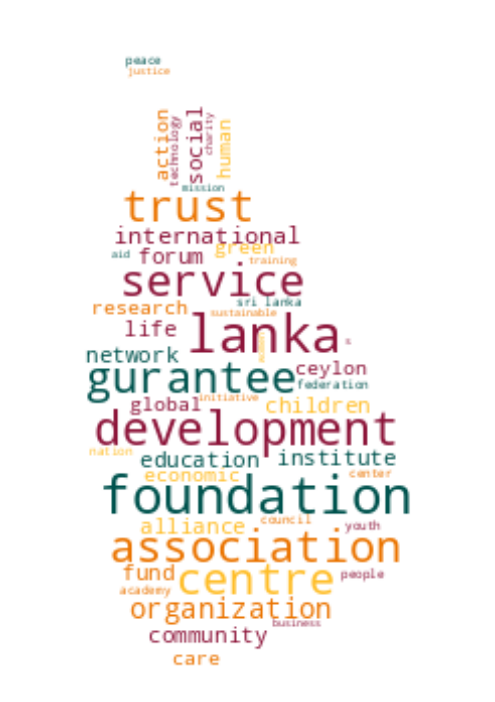 peace
justice
action
technology
social
charity
human
mission
trust
international
green
aid
forum
training
service
sri lanka
research
sustainable
life
lanka
s
network
ceylon
gurantee
federation
initiative
global
children
development
nation
education
institute
economic
center
foundation
council
alliance
youth
association
fund
centre
people
academy
organization
business
community
care